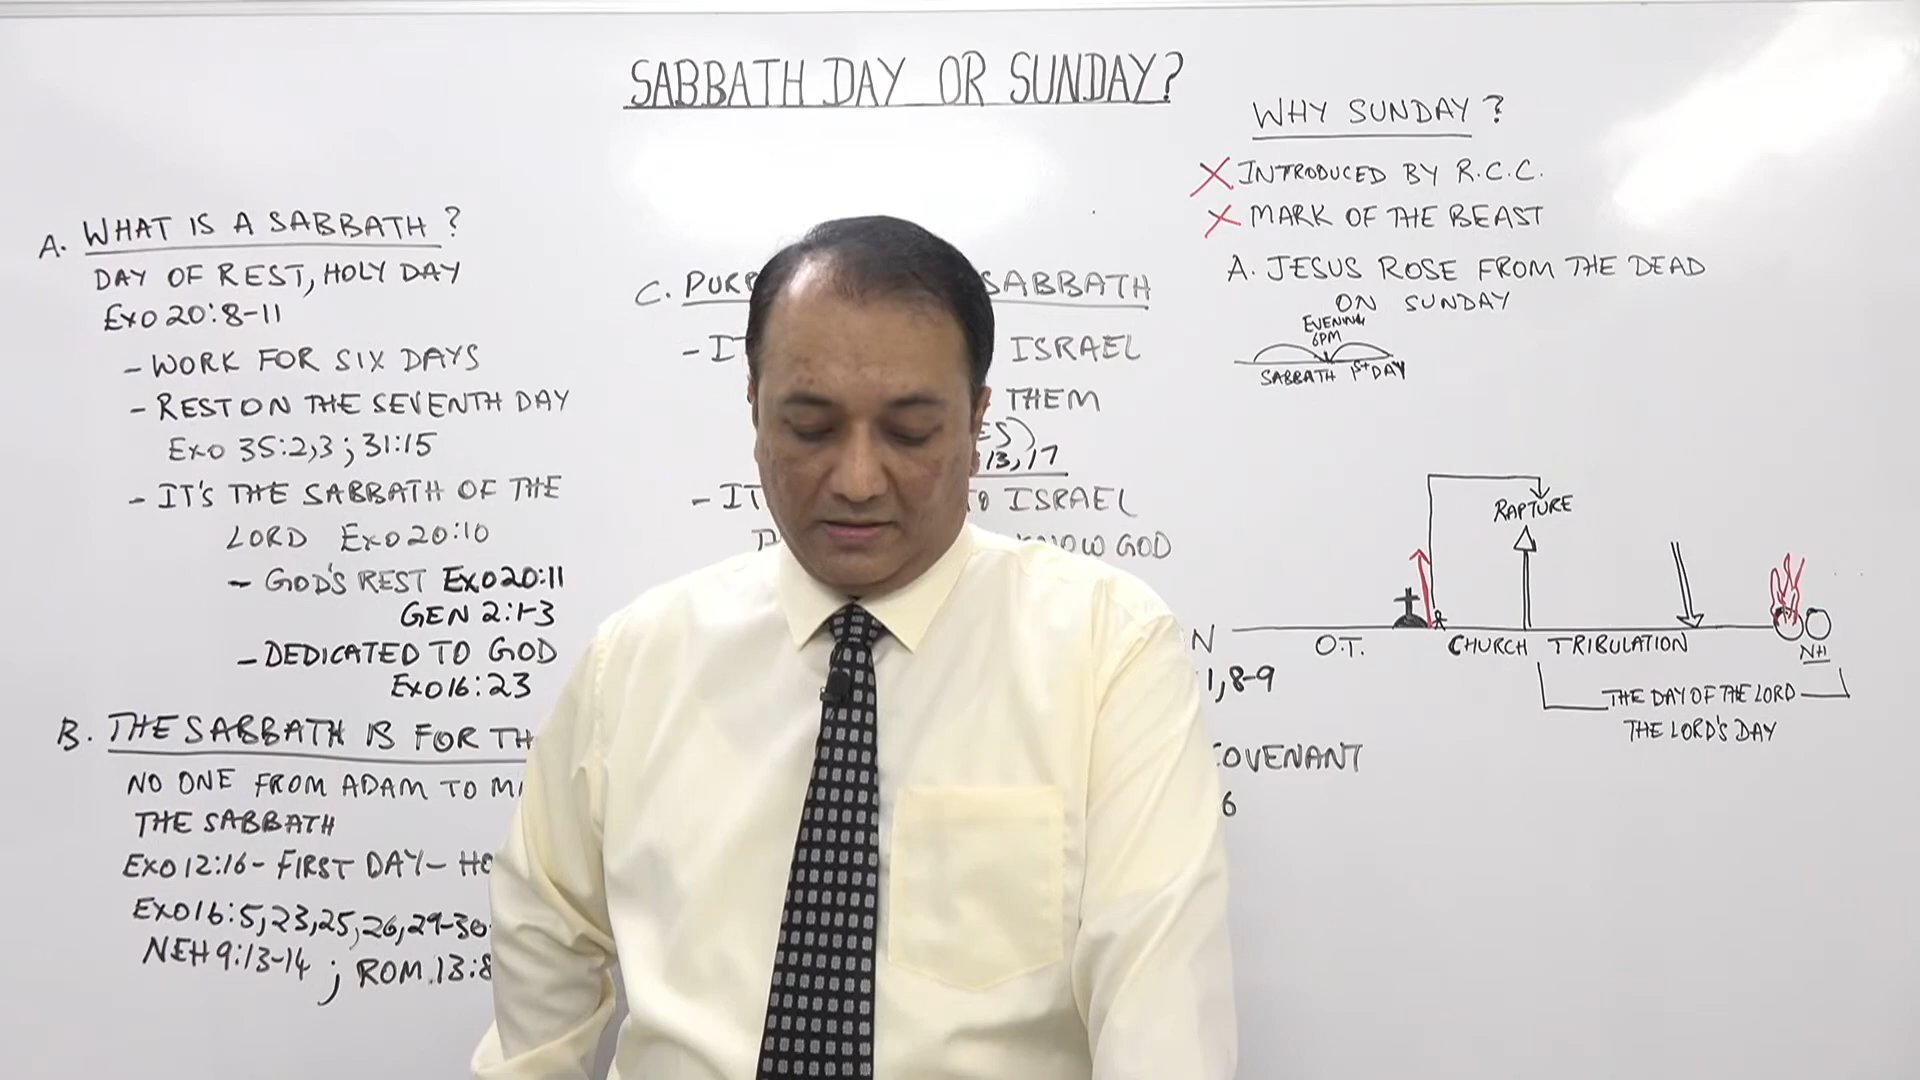 SABBATH DAY OR SUNDAY?
A. WHAT IS A SABBATH?
DAY OF REST, HOLY DAY
EXO 20:8-11
- WORK FOR SIX DAYS
- REST ON THE SEVENTH DAY
EXO 35:2,3; 31:15
- IT'S THE SABBATH OF THE
LORD EXO 20:10
- GOD'S REST EXO 20:11
GEN 2:1-3
- DEDICATED TO GOD
EXO 16:23
B. THE SABBATH IS FOR
NO ONE FROM ADAM TO
THE SABBATH
EXO 12:16 - FIRST DAY -
EXO 16:5,23,25,26,29-30
NEH 9:13-14; ROM.13:8
C. SABBATH
- ISRAEL
THEM
13,17
- ISRAEL
KNOW GOD
1,8-9
COVENANT
6
WHY SUNDAY?
X INTRODUCED BY R.C.C.
X MARK OF THE BEAST
A. JESUS ROSE FROM THE DEAD
ON SUNDAY
EVENING
6PM
SABBATH 1ST DAY
RAPTURE
O.T. CHURCH TRIBULATION NH
THE DAY OF THE LORD
THE LORD'S DAY